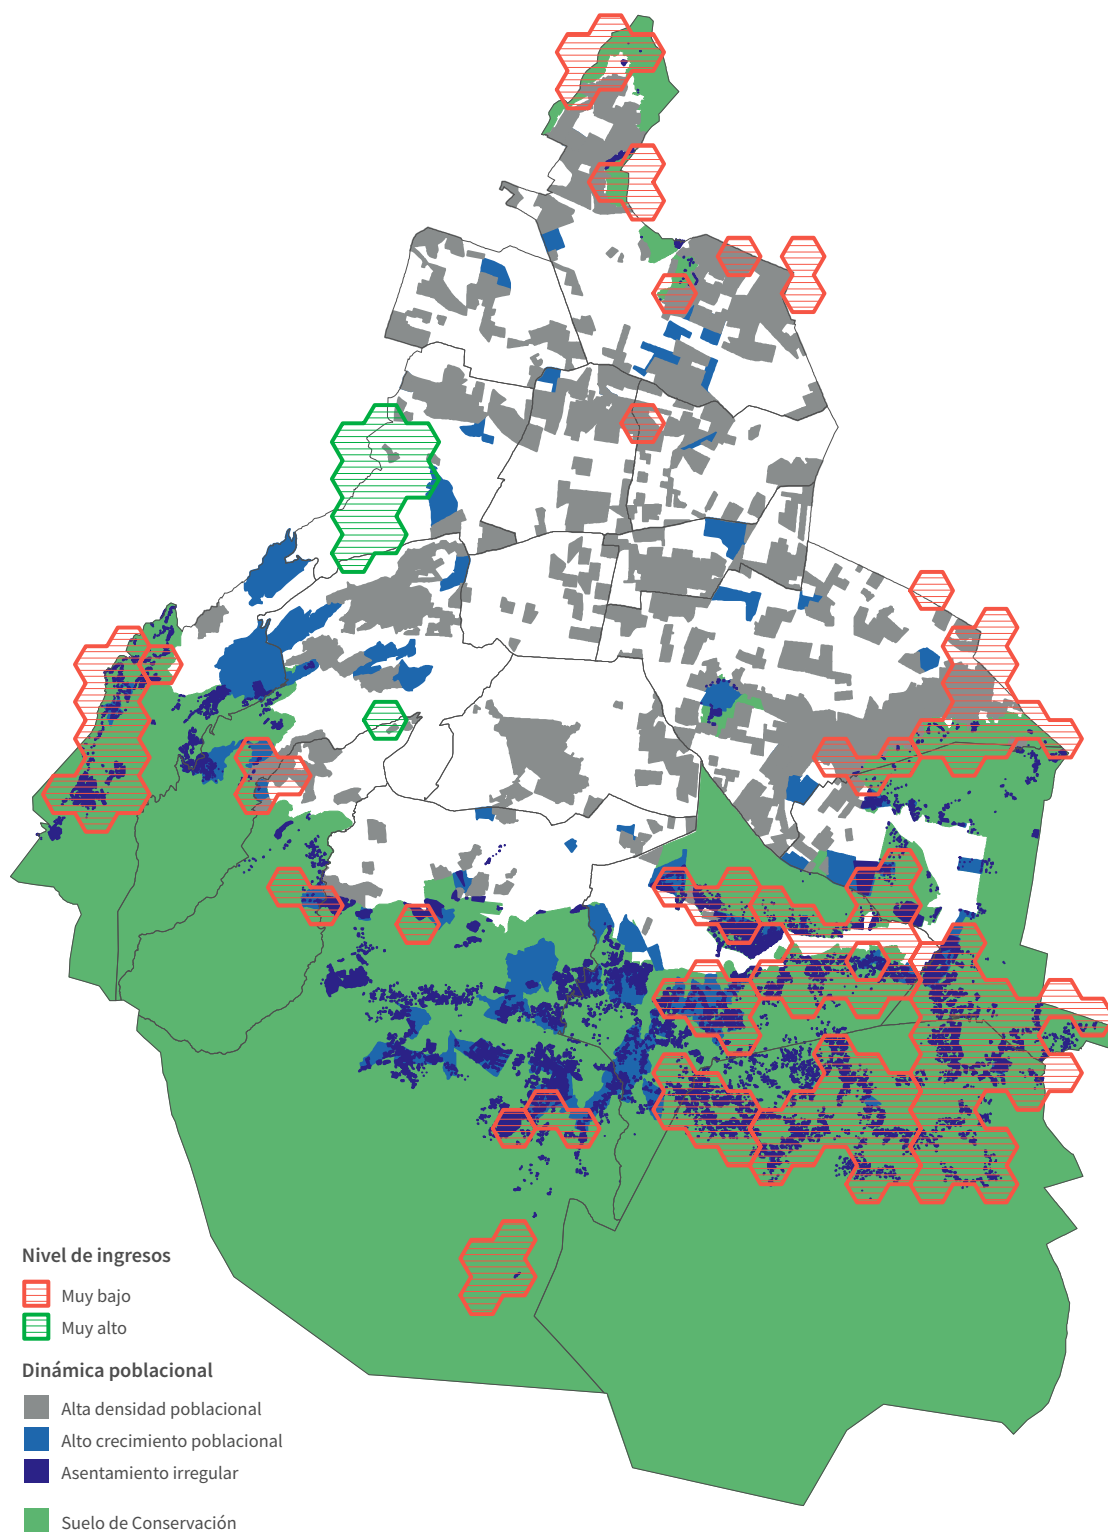 Nivel de ingresos
Muy bajo
Muy alto
Dinámica poblacional
Alta densidad poblacional
Alto crecimiento poblacional
Asentamiento irregular
Suelo de Conservación